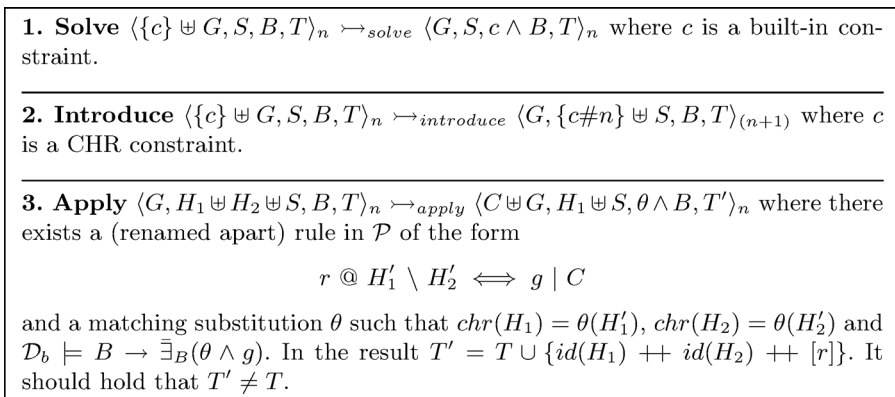 1. Solve ⟨{c} ⊎ G, S, B, T⟩ₙ ↣solve ⟨G, S, c ∧ B, T⟩ₙ where c is a built-in con-
straint.
2. Introduce ⟨{c} ⊎ G, S, B, T⟩ₙ ↣introduce ⟨G, {c#n} ⊎ S, B, T⟩₍ₙ₊₁₎ where c
is a CHR constraint.
3. Apply ⟨G, H₁ ⊎ H₂ ⊎ S, B, T⟩ₙ ↣apply ⟨C ⊎ G, H₁ ⊎ S, θ ∧ B, T′⟩ₙ where there
exists a (renamed apart) rule in 𝒫 of the form
r @ H′₁ \ H′₂ ⟺ g | C
and a matching substitution θ such that chr(H₁) = θ(H′₁), chr(H₂) = θ(H′₂) and
𝒟b ⊨ B → ∃̄B(θ ∧ g). In the result T′ = T ∪ {id(H₁) ++ id(H₂) ++ [r]}. It
should hold that T′ ≠ T.